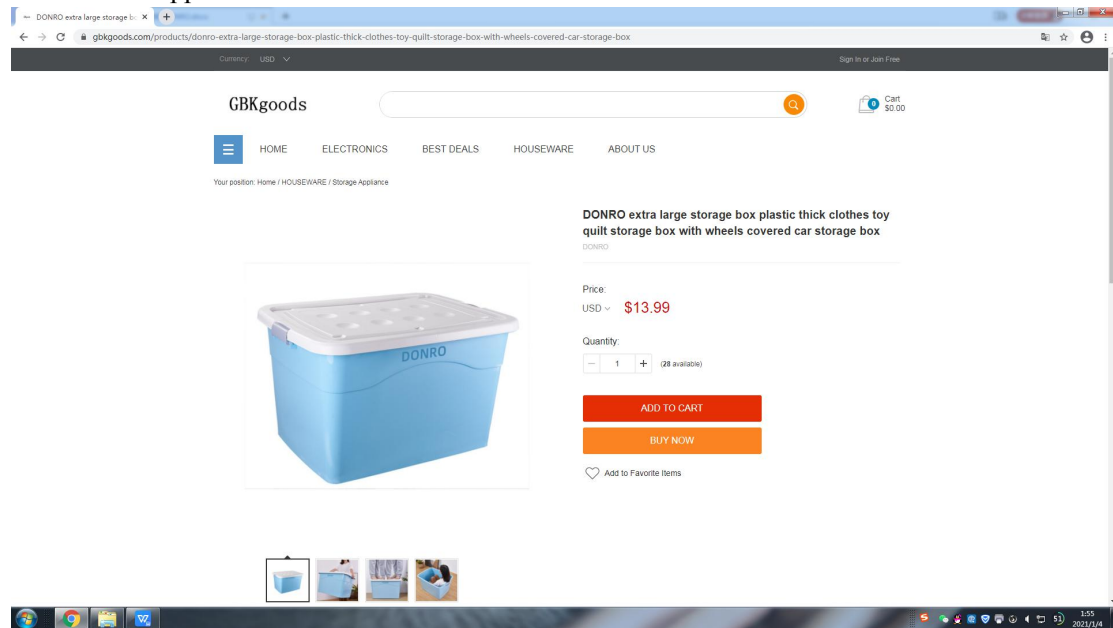 DONRO extra large storage bo
gbkgoods.com/products/donro-extra-large-storage-box-plastic-thick-clothes-toy-quilt-storage-box-with-wheels-covered-car-storage-box
Currency: USD
Sign In or Join Free
GBKgoods
0
Cart
$0.00
HOME ELECTRONICS BEST DEALS HOUSEWARE ABOUT US
Your position: Home / HOUSEWARE / Storage Appliance
DONRO extra large storage box plastic thick clothes toy
quilt storage box with wheels covered car storage box
DONRO
Price:
USD $13.99
DONRO
Quantity:
1 (28 available)
ADD TO CART
BUY NOW
Add to Favorite Items
51
1:55
2021/1/4